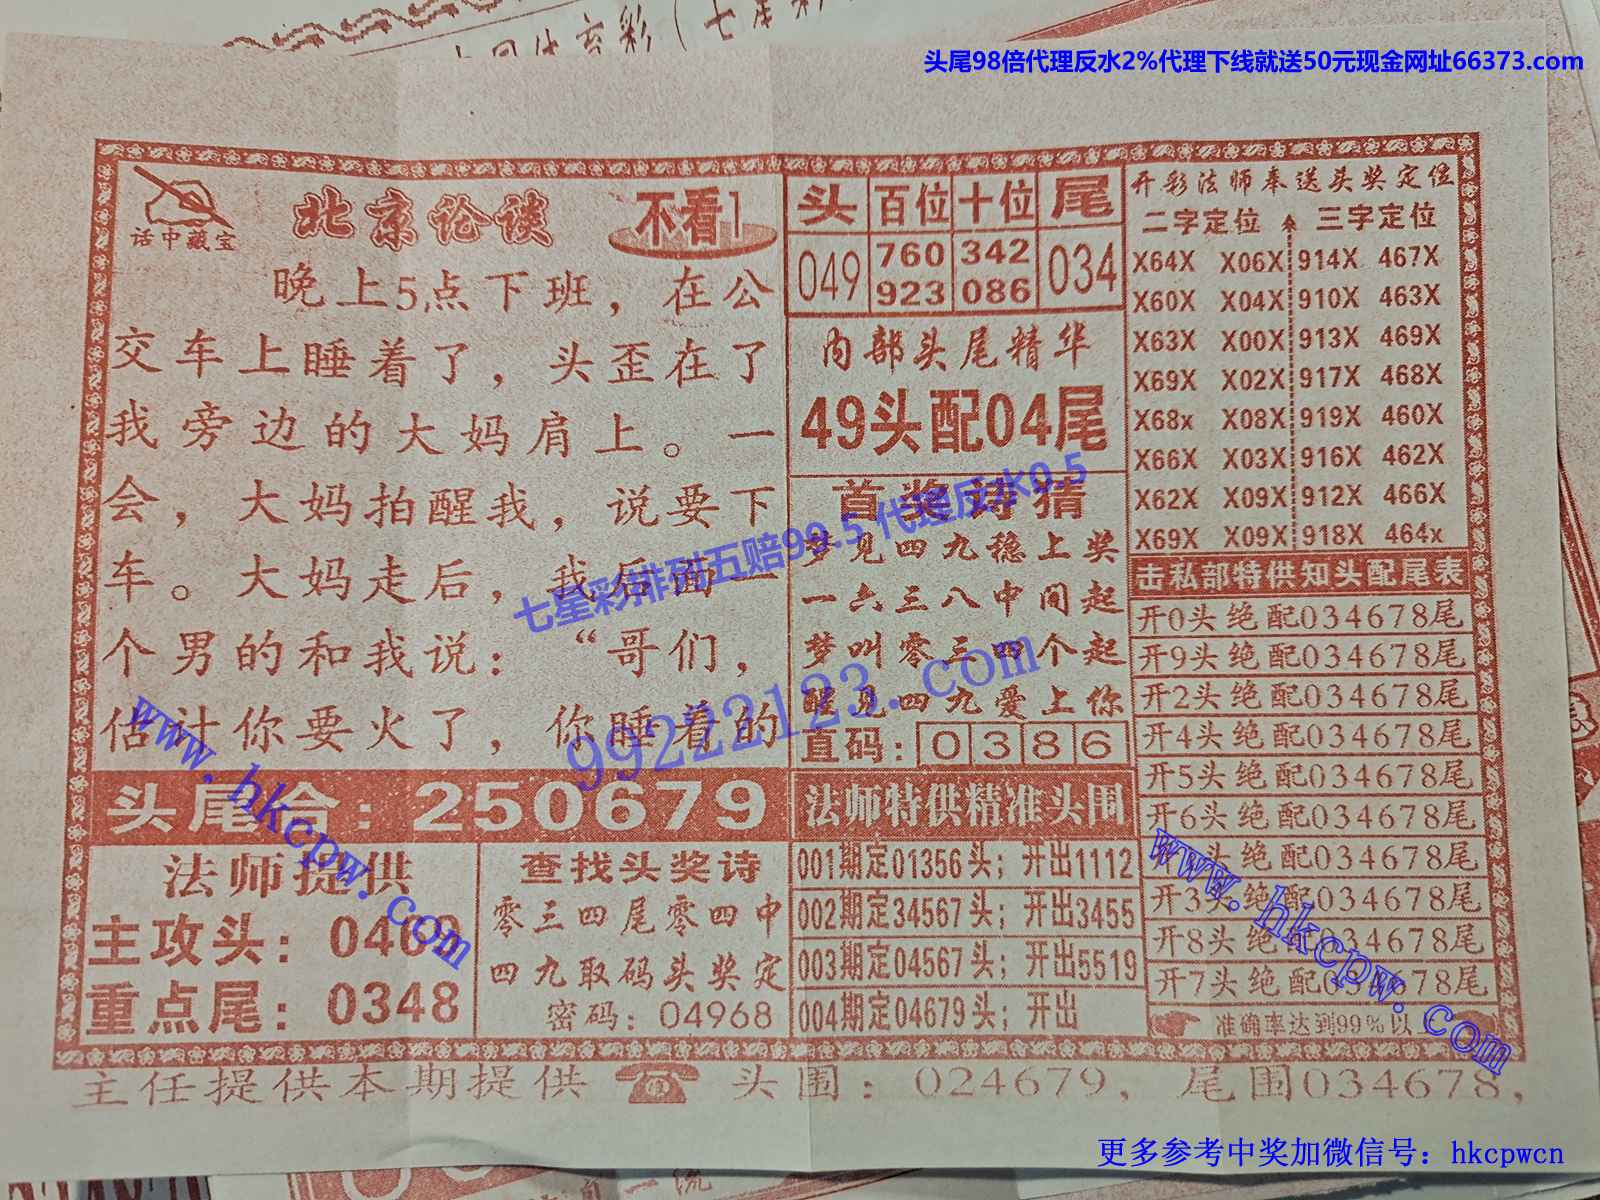 头尾98倍代理反水2%代理下线就送50元现金网址66373.com
话中藏宝
北京论谈
不看1
晚上5点下班，在公
交车上睡着了，头歪在了
我旁边的大妈肩上。一
会，大妈拍醒我，说要下
车。大妈走后，我后面一
个男的和我说：“哥们，
估计你要火了，你睡着的
头尾合：250679
法师提供
主攻头：046
重点尾：0348
查找头奖诗
零三四尾零四中
四九取码头奖定
密码：04968
头 百位 十位 尾
049 760 342 034
923 086
内部头尾精华
49头配04尾
首奖诗猜
梦见四九稳上奖
一六三八中间起
梦叫零三四个起
醒见四九爱上你
直码：0386
法师特供精准头围
001期定01356头；开出1112
002期定34567头；开出3455
003期定04567头；开出5519
004期定04679头；开出
开彩法师奉送头奖定位
二字定位 三字定位
X64X X06X 914X 467X
X60X X04X 910X 463X
X63X X00X 913X 469X
X69X X02X 917X 468X
X68x X08X 919X 460X
X66X X03X 916X 462X
X62X X09X 912X 466X
X69X X09X 918X 464x
击私部特供知头配尾表
开0头绝配034678尾
开9头绝配034678尾
开2头绝配034678尾
开4头绝配034678尾
开5头绝配034678尾
开6头绝配034678尾
头绝配034678尾
开3头绝配034678尾
开8头绝配034678尾
开7头绝配034678尾
准确率达到99%以上
主任提供本期提供 头围：024679，尾围034678，
七星彩排列五赔99.5 代理反水0.5
99222123.com
www.hkcpw.com
www.hkcpw.com
更多参考中奖加微信号：hkcpwcn